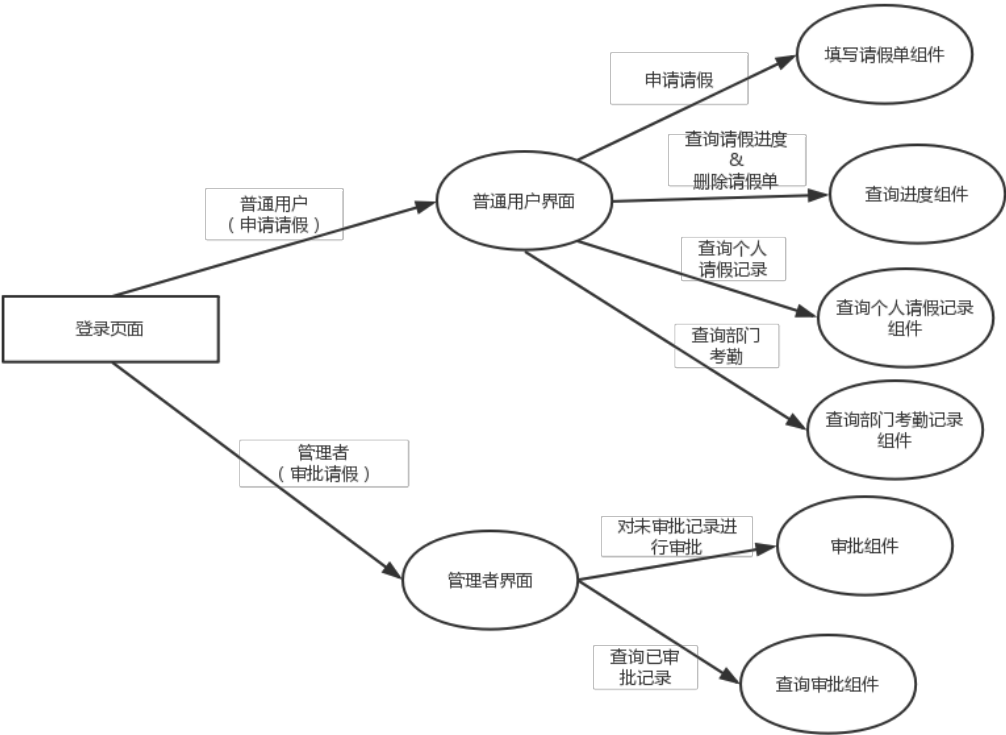 填写请假单组件
申请请假
查询请假进度
&
删除请假单
查询进度组件
普通用户
（申请请假）
普通用户界面
查询个人
请假记录
查询个人请假记录
组件
登录页面
查询部门
考勤
查询部门考勤记录
组件
管理者
（审批请假）
对未审批记录进
行审批
审批组件
管理者界面
查询已审
批记录
查询审批组件